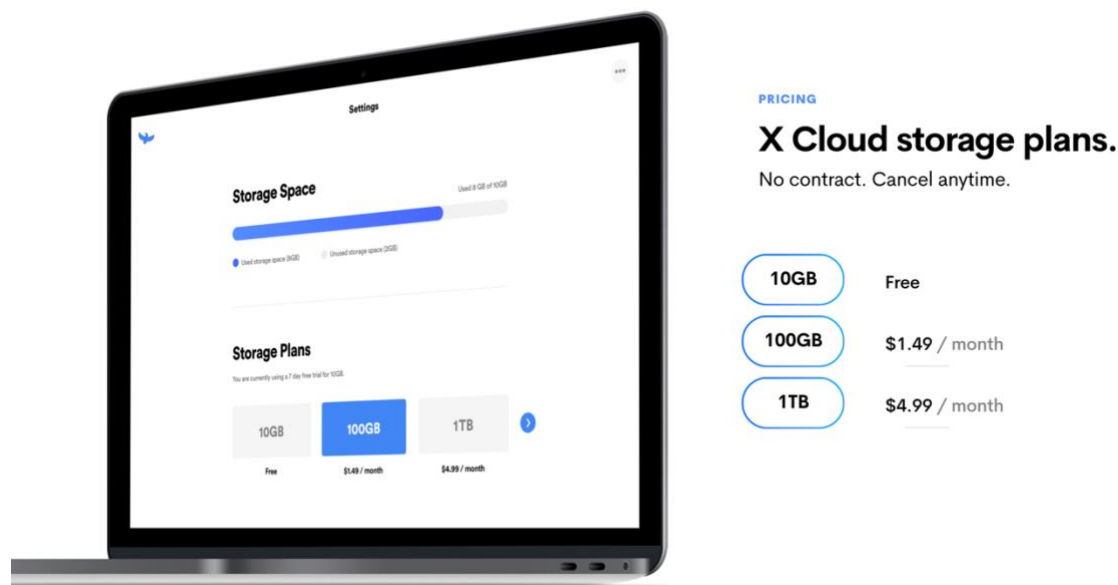 Settings
Storage Space
Used 8 GB of 10GB
Used storage space (8GB)
Unused storage space (2GB)
Storage Plans
You are currently using a 7 day free trial for 10GB.
10GB
100GB
1TB
Free
$1.49 / month
$4.99 / month
PRICING
X Cloud storage plans.
No contract. Cancel anytime.
10GB Free
100GB $1.49 / month
1TB $4.99 / month